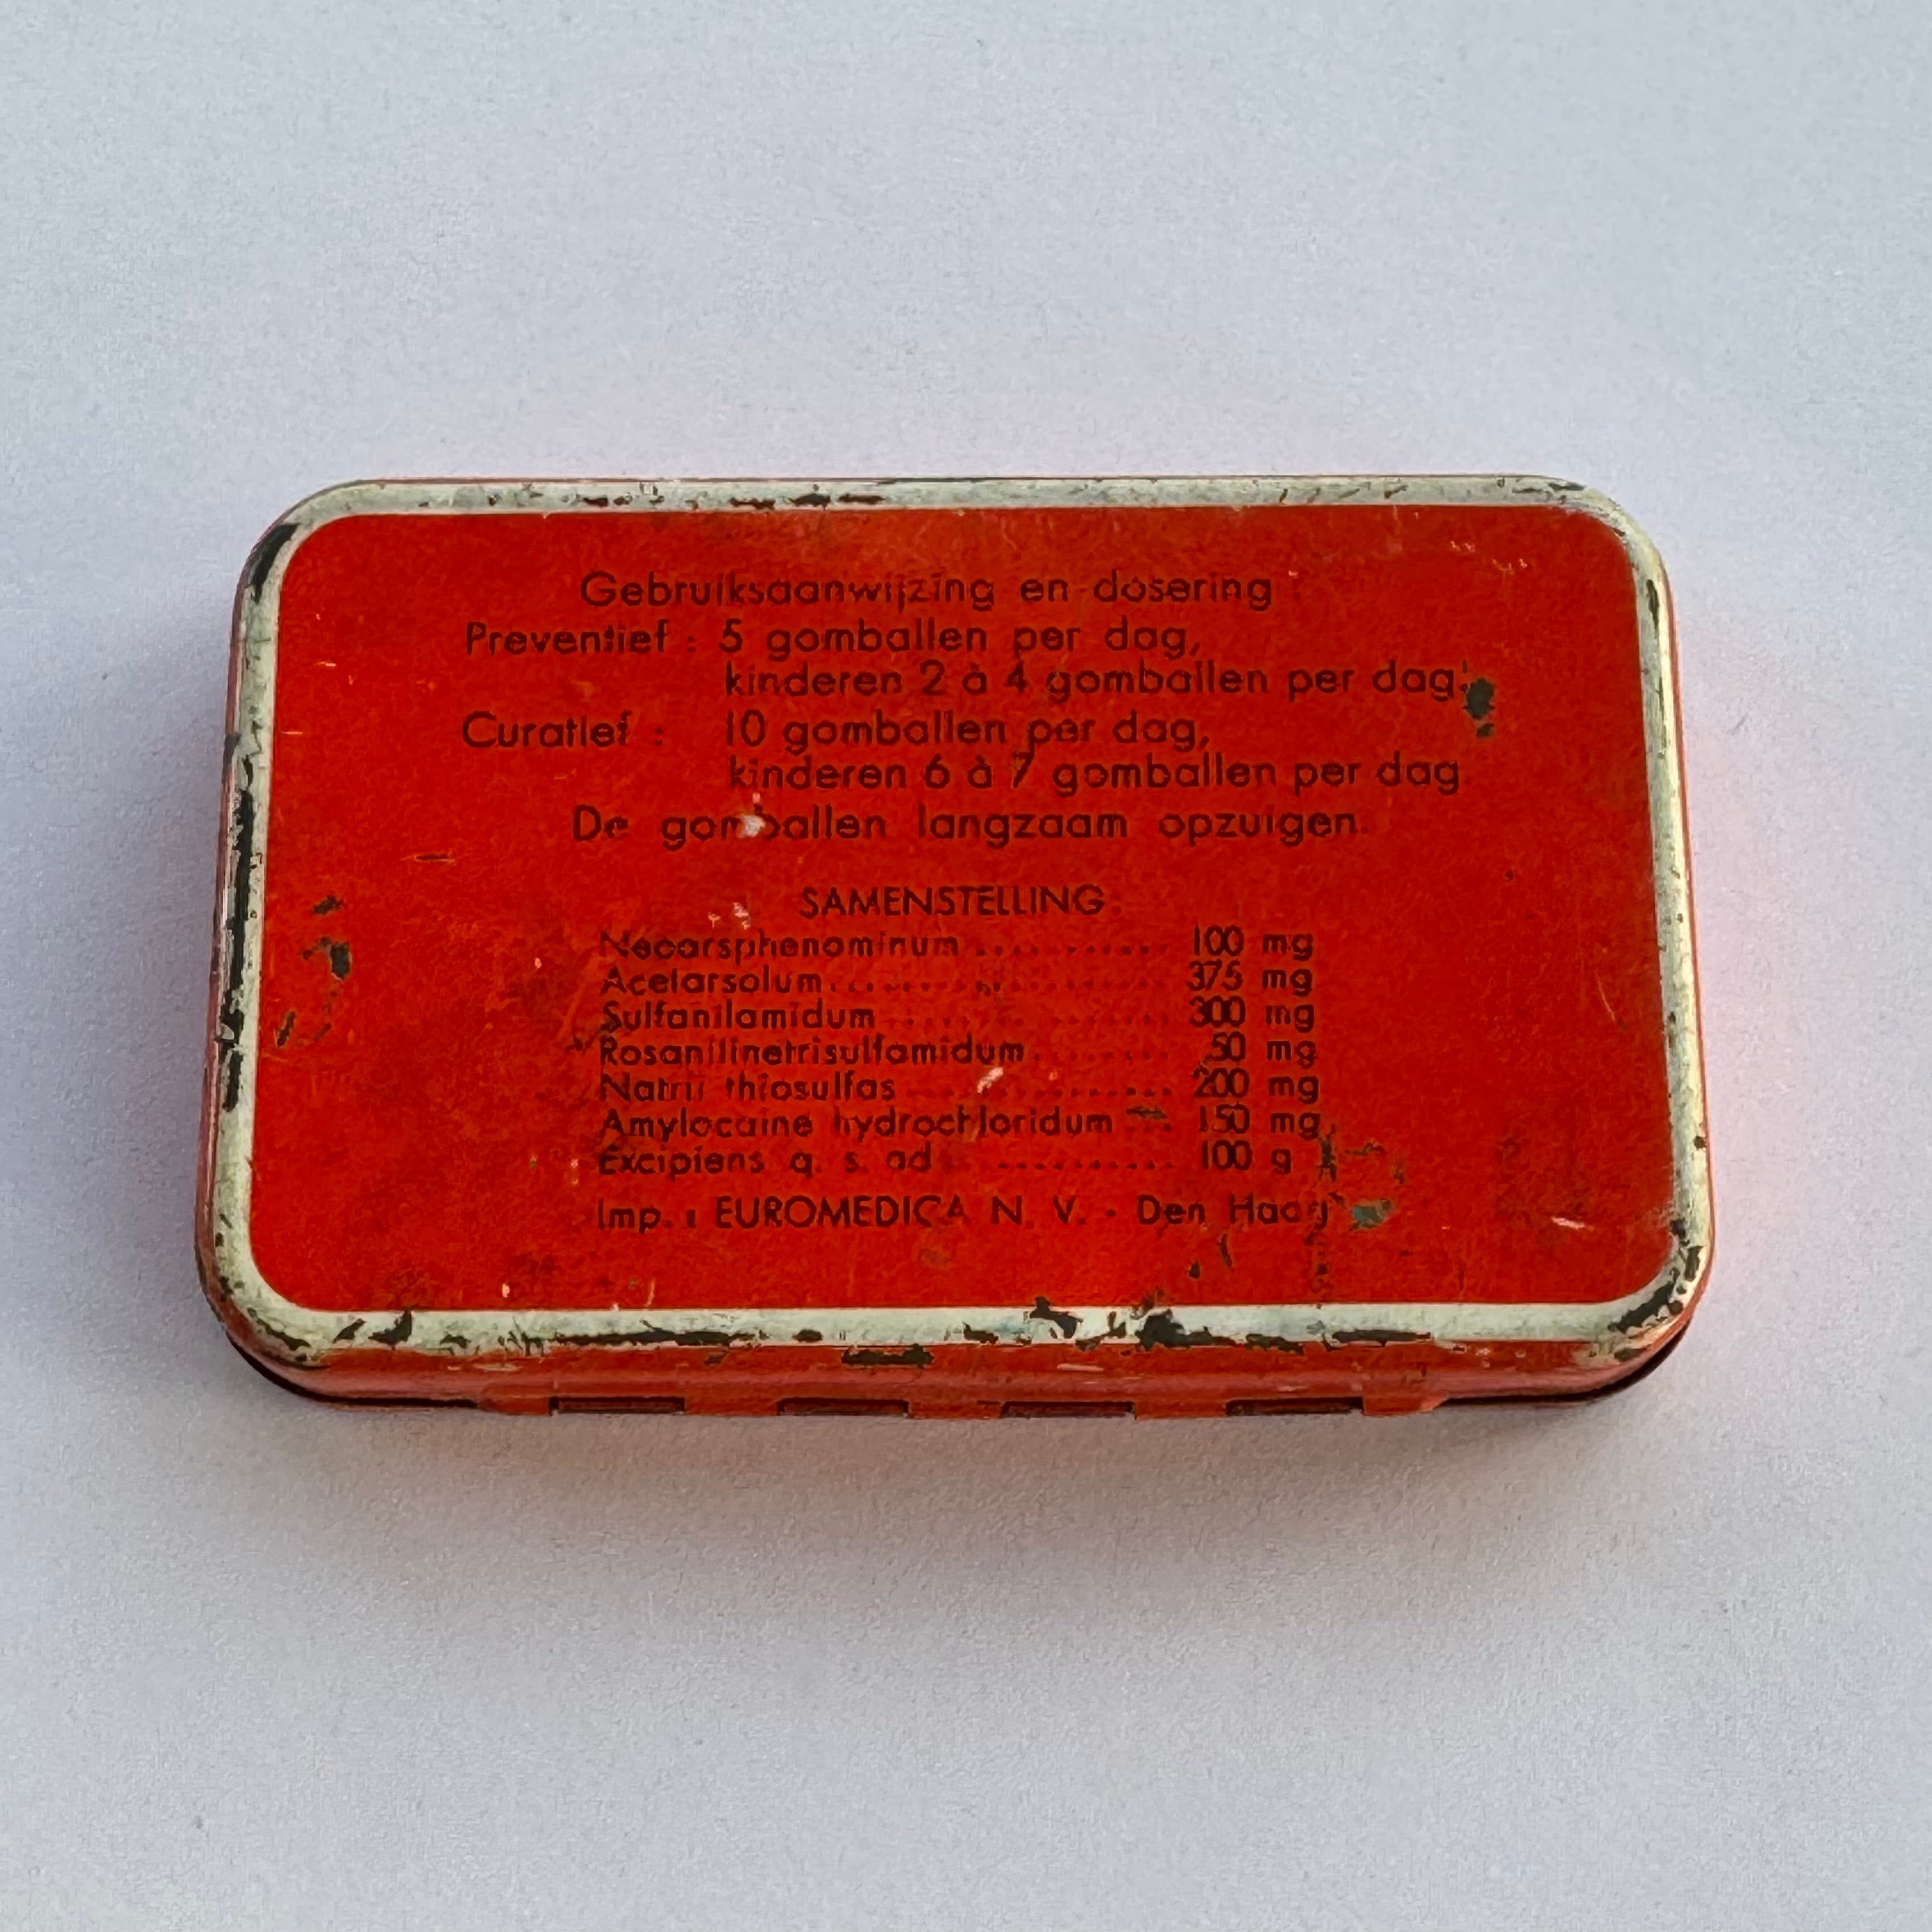 Gebruiksaanwijzing en dosering :
Preventief : 5 gomballen per dag,
kinderen 2 à 4 gomballen per dag.
Curatief : 10 gomballen per dag,
kinderen 6 à 7 gomballen per dag
De gomballen langzaam opzuigen.
SAMENSTELLING:
Neoarsphenominum ........... 100 mg
Acetarsolum ................... 375 mg
Sulfanilamidum ................ 300 mg
Rosanilinetrisulfamidum ......... 50 mg
Natrii thiosulfas ............... 200 mg
Amylocaine hydrochloridum .... 150 mg
Excipiens q. s. ad ............ 100 g
Imp. : EUROMEDICA N. V. - Den Haag